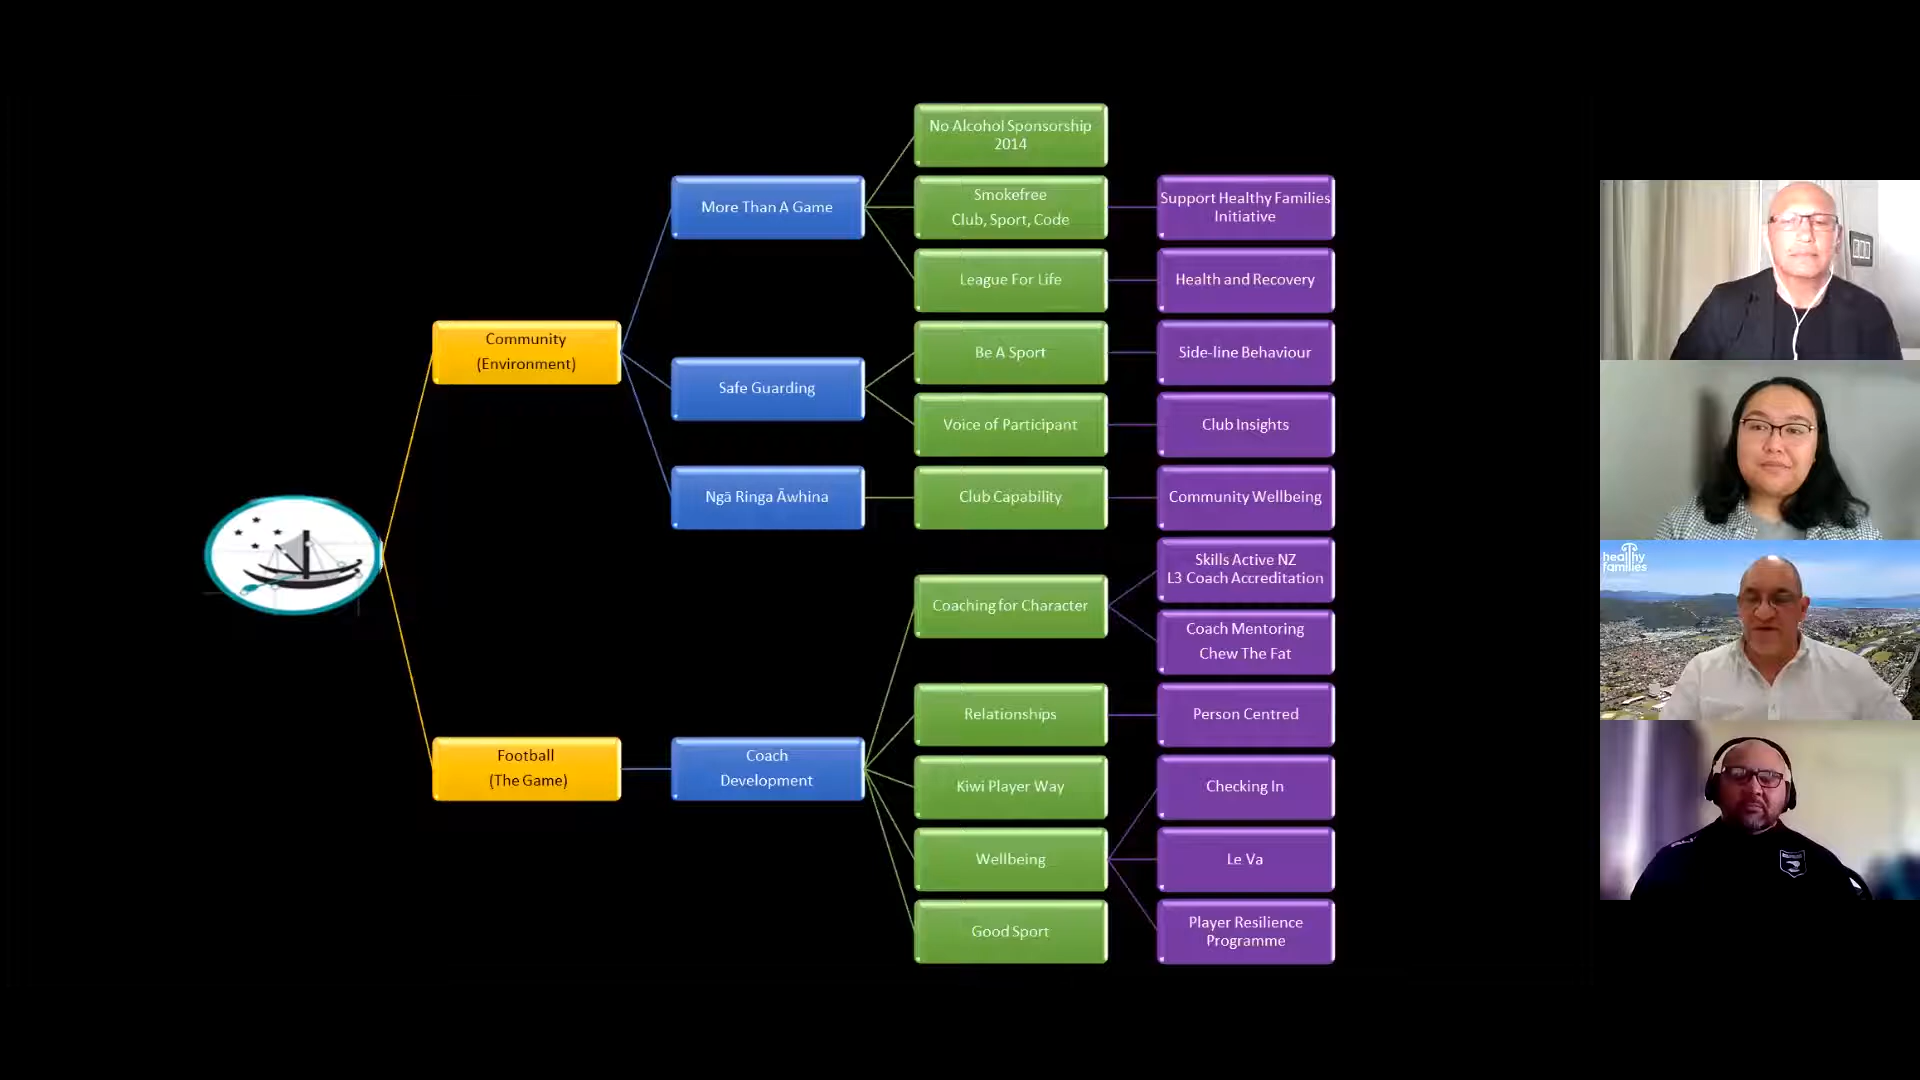 No Alcohol Sponsorship
2014
More Than A Game
Smokefree
Club, Sport, Code
Support Healthy Families
Initiative
League For Life
Health and Recovery
Community
(Environment)
Safe Guarding
Be A Sport
Side-line Behaviour
Voice of Participant
Club Insights
Ngā Ringa Āwhina
Club Capability
Community Wellbeing
Coaching for Character
Skills Active NZ
L3 Coach Accreditation
Coach Mentoring
Chew The Fat
Football
(The Game)
Coach
Development
Relationships
Person Centred
Kiwi Player Way
Checking In
Wellbeing
Le Va
Good Sport
Player Resilience
Programme
healthy
families